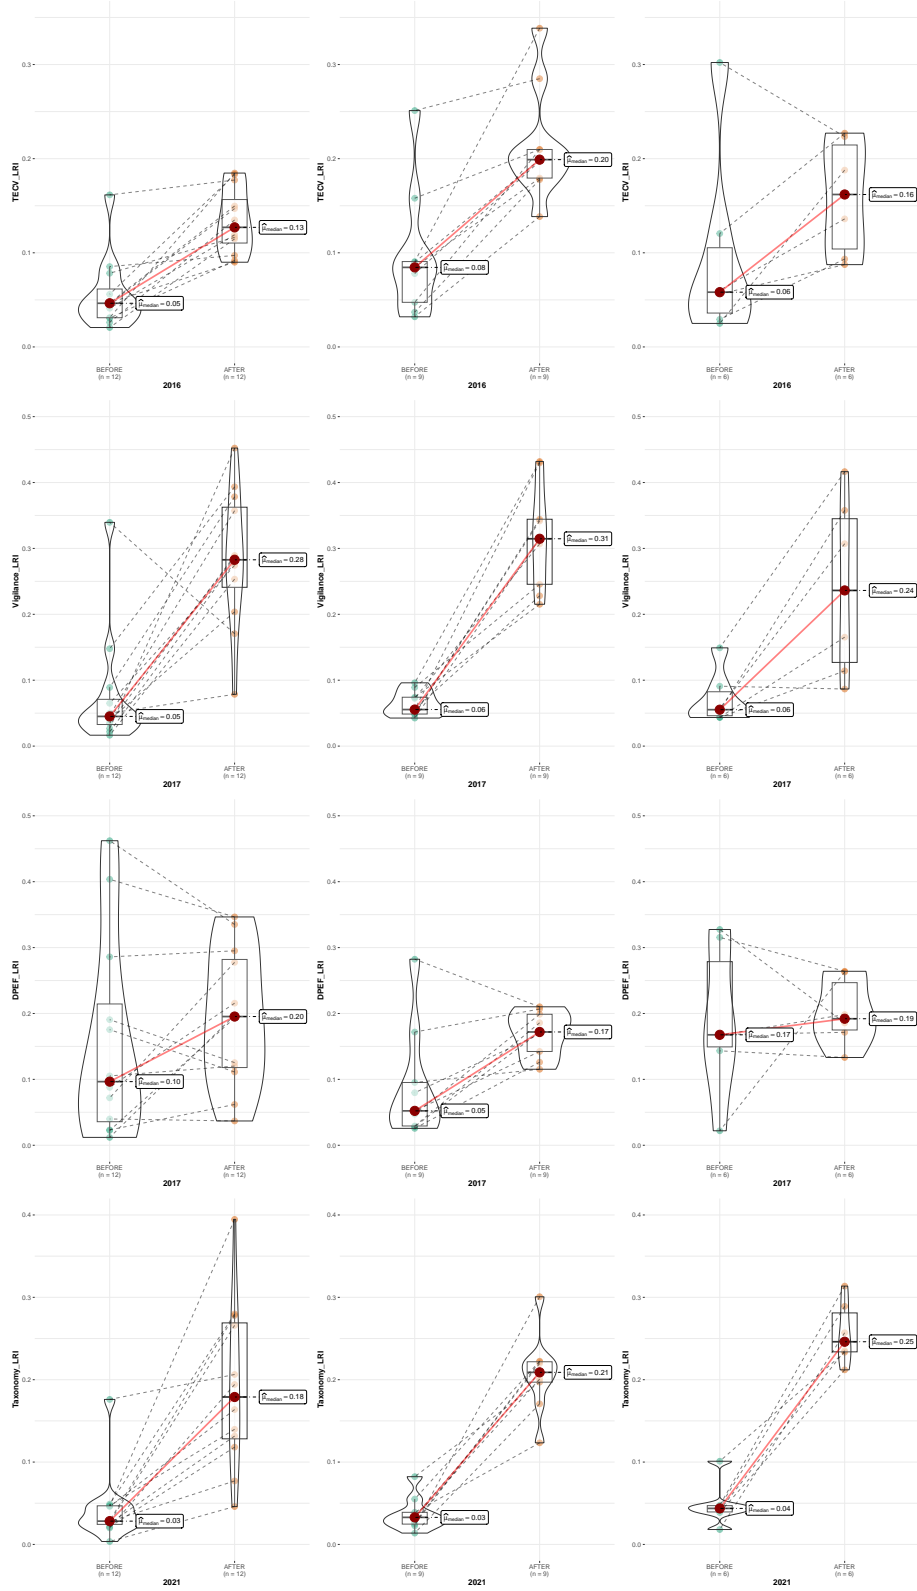 TECV_LRI
0.3
0.2
0.1
0.0
μ̂median = 0.05
μ̂median = 0.13
BEFORE
(n = 12)
AFTER
(n = 12)
2016
TECV_LRI
0.3
0.2
0.1
0.0
μ̂median = 0.08
μ̂median = 0.20
BEFORE
(n = 9)
AFTER
(n = 9)
2016
TECV_LRI
0.3
0.2
0.1
0.0
μ̂median = 0.06
μ̂median = 0.16
BEFORE
(n = 6)
AFTER
(n = 6)
2016
Vigilance_LRI
0.5
0.4
0.3
0.2
0.1
0.0
μ̂median = 0.05
μ̂median = 0.28
BEFORE
(n = 12)
AFTER
(n = 12)
2017
Vigilance_LRI
0.5
0.4
0.3
0.2
0.1
0.0
μ̂median = 0.06
μ̂median = 0.31
BEFORE
(n = 9)
AFTER
(n = 9)
2017
Vigilance_LRI
0.5
0.4
0.3
0.2
0.1
0.0
μ̂median = 0.06
μ̂median = 0.24
BEFORE
(n = 6)
AFTER
(n = 6)
2017
DPEF_LRI
0.5
0.4
0.3
0.2
0.1
0.0
μ̂median = 0.10
μ̂median = 0.20
BEFORE
(n = 12)
AFTER
(n = 12)
2017
DPEF_LRI
0.5
0.4
0.3
0.2
0.1
0.0
μ̂median = 0.05
μ̂median = 0.17
BEFORE
(n = 9)
AFTER
(n = 9)
2017
DPEF_LRI
0.5
0.4
0.3
0.2
0.1
0.0
μ̂median = 0.17
μ̂median = 0.19
BEFORE
(n = 6)
AFTER
(n = 6)
2017
Taxonomy_LRI
0.4
0.3
0.2
0.1
0.0
μ̂median = 0.03
μ̂median = 0.18
BEFORE
(n = 12)
AFTER
(n = 12)
2021
Taxonomy_LRI
0.4
0.3
0.2
0.1
0.0
μ̂median = 0.03
μ̂median = 0.21
BEFORE
(n = 9)
AFTER
(n = 9)
2021
Taxonomy_LRI
0.4
0.3
0.2
0.1
0.0
μ̂median = 0.04
μ̂median = 0.25
BEFORE
(n = 6)
AFTER
(n = 6)
2021